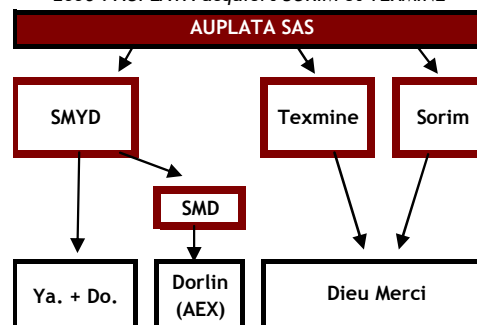 AUPLATA SAS
SMYD
Texmine
Sorim
SMD
Ya. + Do.
Dorlin
(AEX)
Dieu Merci